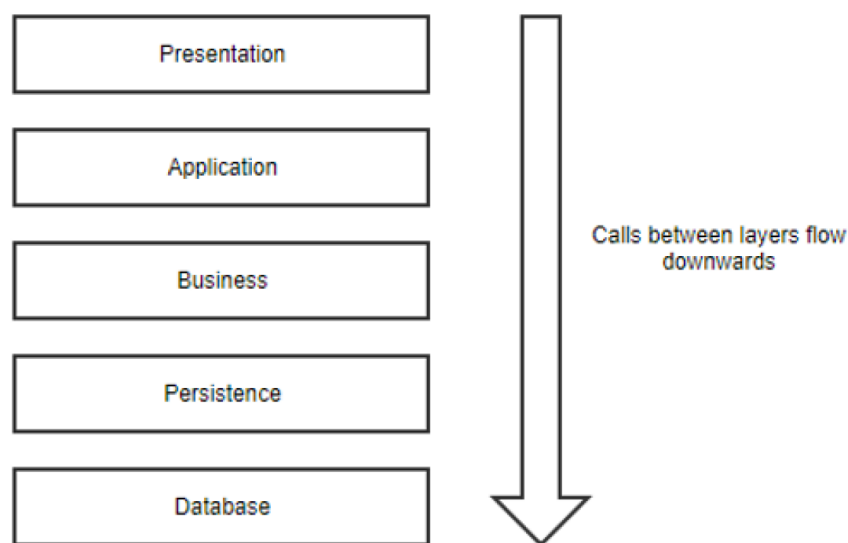 Presentation
Application
Calls between layers flow
downwards
Business
Persistence
Database